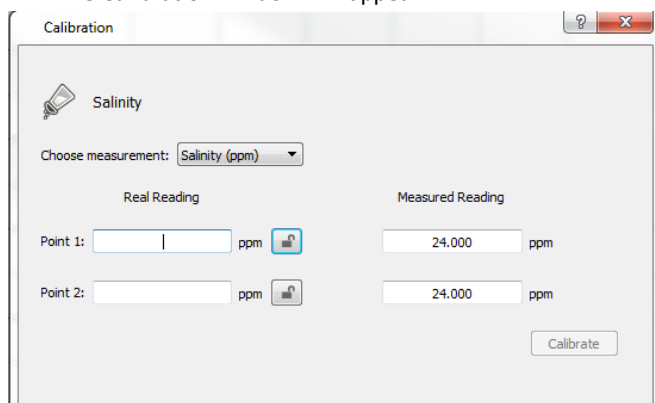 Calibration
Salinity
Choose measurement: Salinity (ppm)
Real Reading Measured Reading
Point 1: ppm 24.000 ppm
Point 2: ppm 24.000 ppm
Calibrate